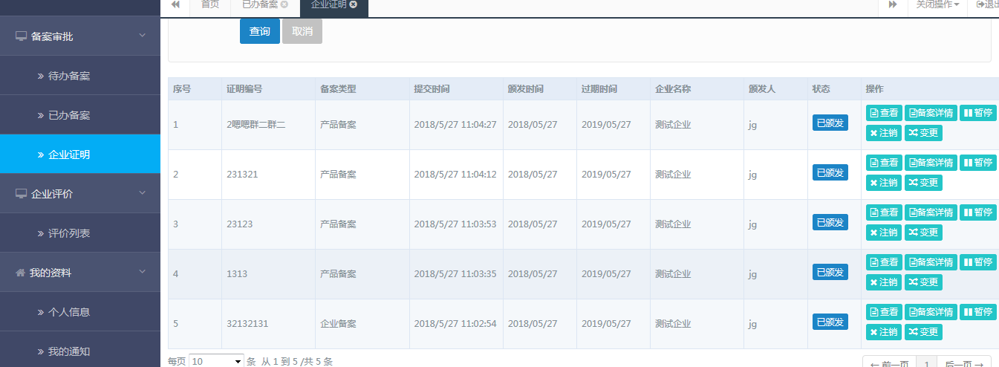 首页 已办备案 企业证明 关闭操作 退出
备案审批
待办备案
已办备案
企业证明
企业评价
评价列表
我的资料
个人信息
我的通知
查询 取消
序号 证明编号 备案类型 提交时间 颁发时间 过期时间 企业名称 颁发人 状态 操作
1 2嗯嗯群二群二 产品备案 2018/5/27 11:04:27 2018/05/27 2019/05/27 测试企业 jg 已颁发 查看 备案详情 暂停
注销 变更
2 231321 产品备案 2018/5/27 11:04:12 2018/05/27 2019/05/27 测试企业 jg 已颁发 查看 备案详情 暂停
注销 变更
3 23123 产品备案 2018/5/27 11:03:53 2018/05/27 2019/05/27 测试企业 jg 已颁发 查看 备案详情 暂停
注销 变更
4 1313 产品备案 2018/5/27 11:03:35 2018/05/27 2019/05/27 测试企业 jg 已颁发 查看 备案详情 暂停
注销 变更
5 32132131 企业备案 2018/5/27 11:02:54 2018/05/27 2019/05/27 测试企业 jg 已颁发 查看 备案详情 暂停
注销 变更
每页 10 条 从 1 到 5 /共 5 条 ← 前一页 1 后一页 →